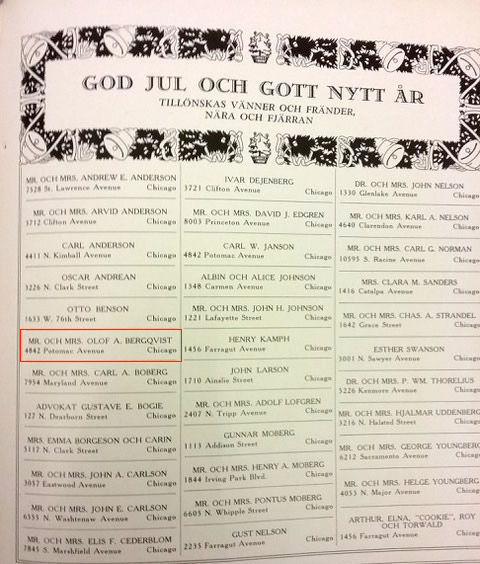 GOD JUL OCH GOTT NYTT ÅR
TILLÖNSKAS VÄNNER OCH FRÄNDER,
NÄRA OCH FJÄRRAN
MR. OCH MRS. ANDREW E. ANDERSON
7328 St. Lawrence Avenue Chicago
MR. OCH MRS. ARVID ANDERSON
3712 Clifton Avenue Chicago
CARL ANDERSON
4411 N. Kimball Avenue Chicago
OSCAR ANDREAN
3226 N. Clark Street Chicago
OTTO BENSON
1633 W. 76th Street Chicago
MR. OCH MRS. OLOF A. BERGQVIST
4842 Potomac Avenue Chicago
MR. OCH MRS. CARL A. BOBERG
7954 Maryland Avenue Chicago
ADVOKAT GUSTAVE E. BOGIE
127 N. Dearborn Street Chicago
MRS. EMMA BORGESON OCH CARIN
5117 N. Clark Street Chicago
MR. OCH MRS. JOHN A. CARLSON
3057 Eastwood Avenue Chicago
MR. OCH MRS. JOHN E. CARLSON
6555 N. Washtenaw Avenue Chicago
MR. OCH MRS. ELIS F. CEDERBLOM
7845 S. Marshfield Avenue Chicago
IVAR DEJENBERG
3721 Clifton Avenue Chicago
MR. OCH MRS. DAVID J. EDGREN
8003 Princeton Avenue Chicago
CARL W. JANSON
4842 Potomac Avenue Chicago
ALBIN OCH ALICE JOHNSON
1348 Carmen Avenue Chicago
MR. OCH MRS. JOHN H. JOHNSON
1221 Lafayette Street Chicago
HENRY KAMPH
1456 Farragut Avenue Chicago
JOHN LARSON
1710 Ainslie Street Chicago
MR. OCH MRS. ADOLF LOFGREN
2407 N. Tripp Avenue Chicago
GUNNAR MOBERG
1113 Addison Street Chicago
MR. OCH MRS. HENRY A. MOBERG
1844 Irving Park Blvd. Chicago
MR. OCH MRS. PONTUS MOBERG
6605 N. Whipple Street Chicago
GUST NELSON
2235 Farragut Avenue Chicago
DR. OCH MRS. JOHN NELSON
1330 Glenlake Avenue Chicago
MR. OCH MRS. KARL A. NELSON
4640 Clarendon Avenue Chicago
MR. OCH MRS. CARL G. NORMAN
10595 S. Racine Avenue Chicago
MRS. CLARA M. SANDERS
1416 Catalpa Avenue Chicago
MR. OCH MRS. CHAS. A. STRANDEL
1642 Grace Street Chicago
ESTHER SWANSON
5001 N. Sawyer Avenue Chicago
DR. OCH MRS. P. WM. THORELIUS
5226 Kenmore Avenue Chicago
MR. OCH MRS. HJALMAR UDDENBERG
3216 N. Halsted Street Chicago
MR. OCH MRS. GEORGE YOUNGBERG
6212 Sacramento Avenue Chicago
MR. OCH MRS. HELGE YOUNGBERG
4053 N. Major Avenue Chicago
ARTHUR, ELNA, "COOKIE", ROY
OCH TORWALD
1456 Farragut Avenue Chicago